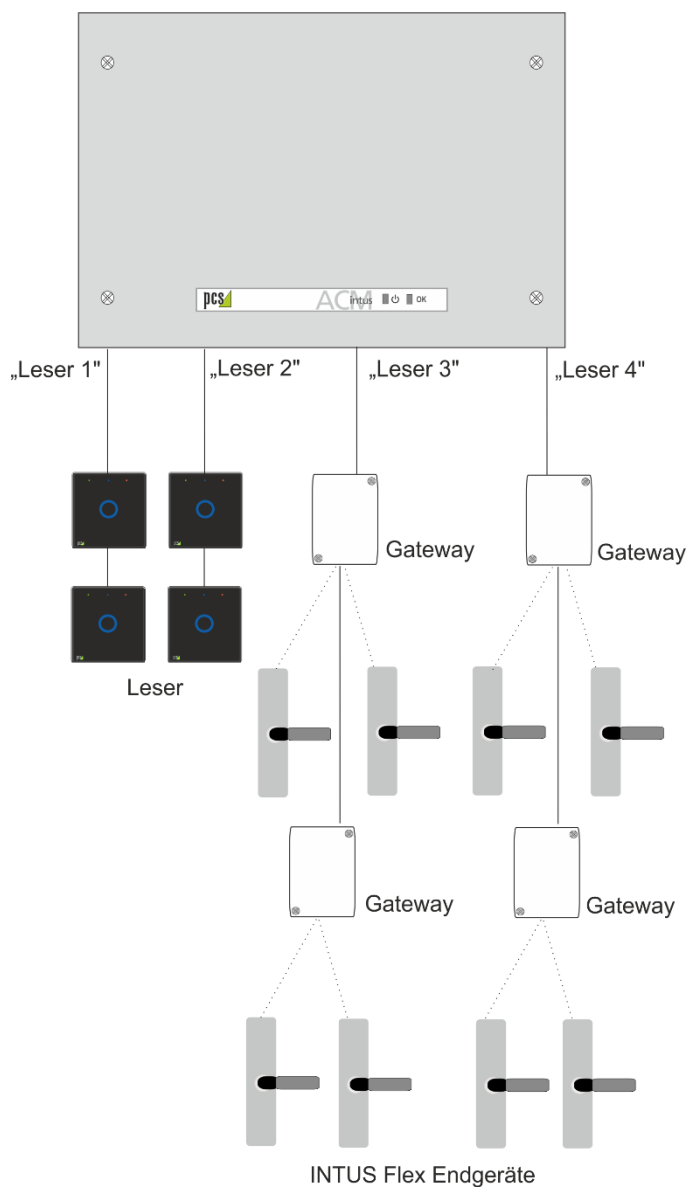 pcs ACM intus OK
„Leser 1" „Leser 2" „Leser 3" „Leser 4"
Gateway Gateway
Leser
Gateway Gateway
INTUS Flex Endgeräte